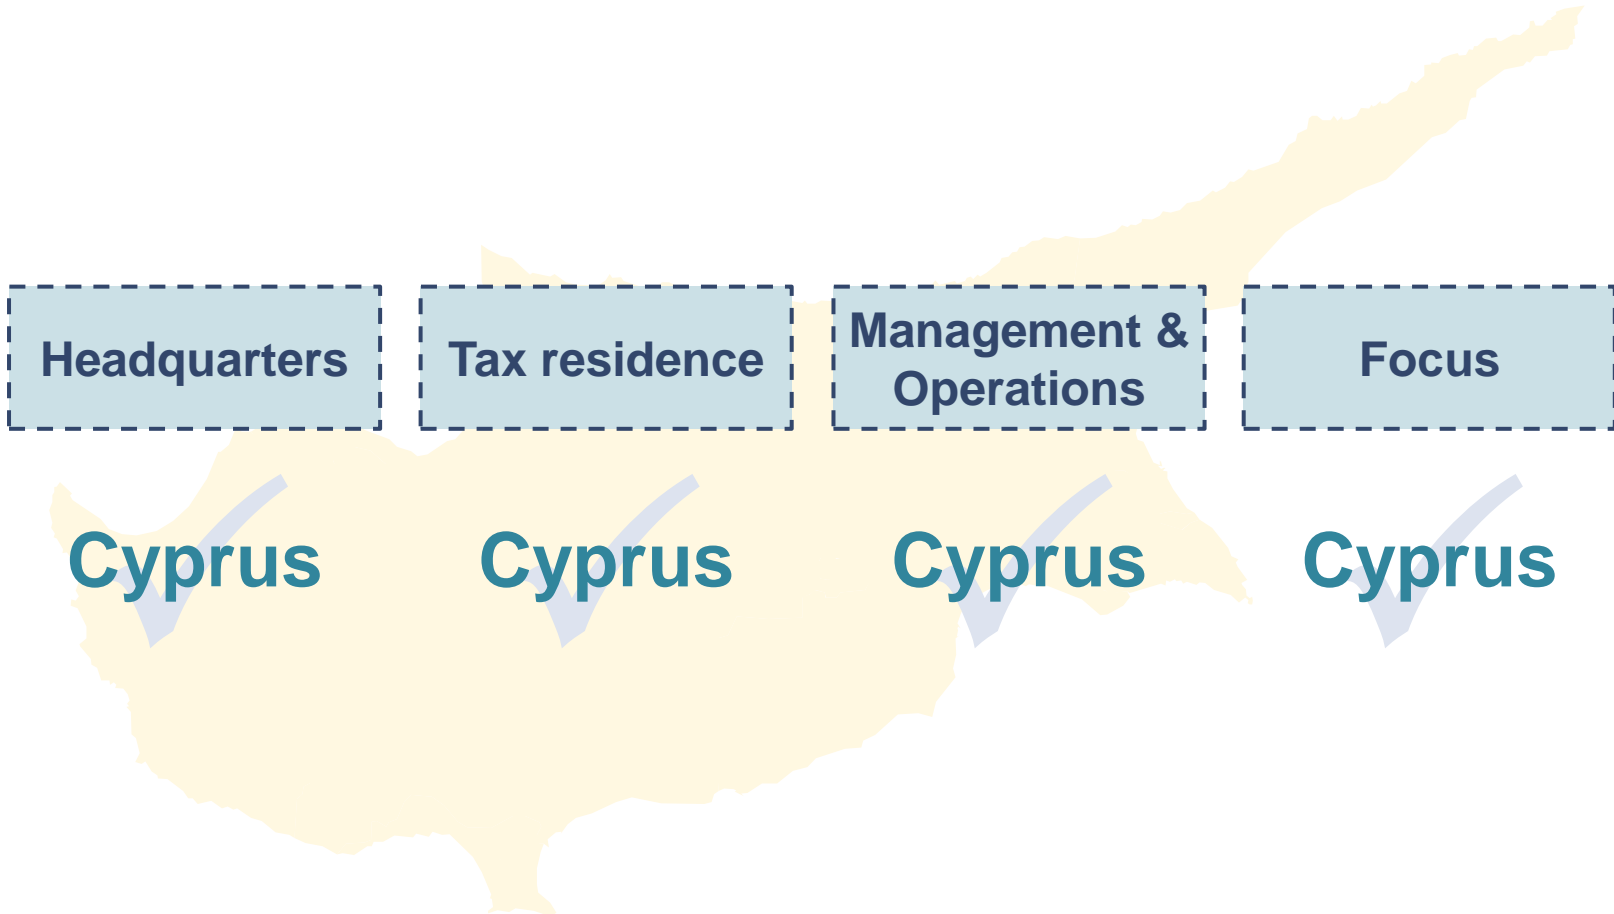 Headquarters
Tax residence
Management &
Operations
Focus
Cyprus
Cyprus
Cyprus
Cyprus